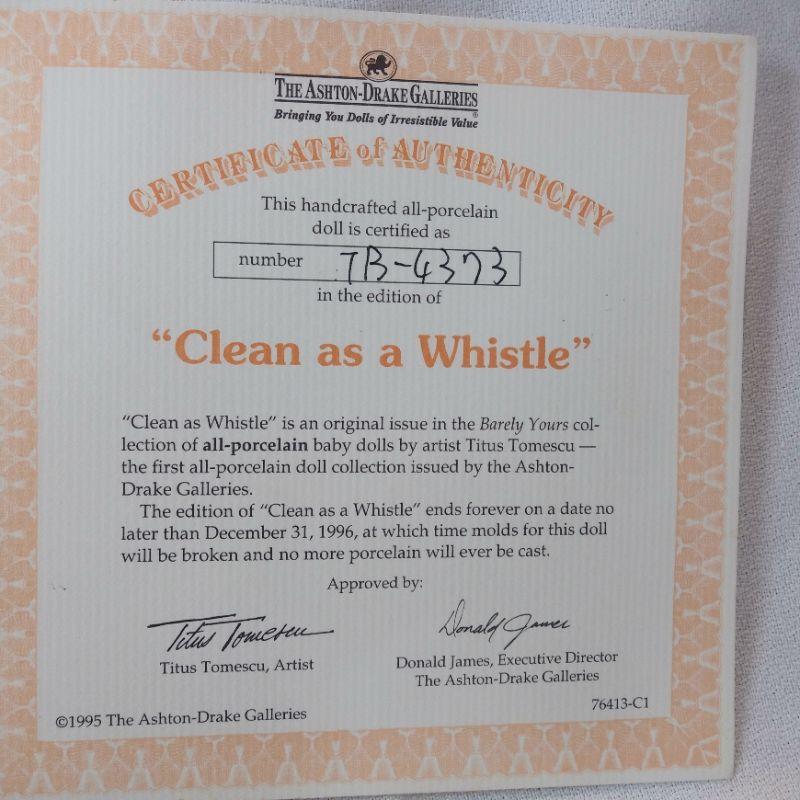 THE ASHTON-DRAKE GALLERIES
Bringing You Dolls of Irresistible Value®
CERTIFICATE of AUTHENTICITY
This handcrafted all-porcelain
doll is certified as
number 7B-4373
in the edition of
“Clean as a Whistle”
“Clean as Whistle” is an original issue in the Barely Yours col-
lection of all-porcelain baby dolls by artist Titus Tomescu —
the first all-porcelain doll collection issued by the Ashton-
Drake Galleries.
The edition of “Clean as a Whistle” ends forever on a date no
later than December 31, 1996, at which time molds for this doll
will be broken and no more porcelain will ever be cast.
Approved by:
Titus Tomescu
Donald James
Titus Tomescu, Artist
Donald James, Executive Director
The Ashton-Drake Galleries
©1995 The Ashton-Drake Galleries
76413-C1